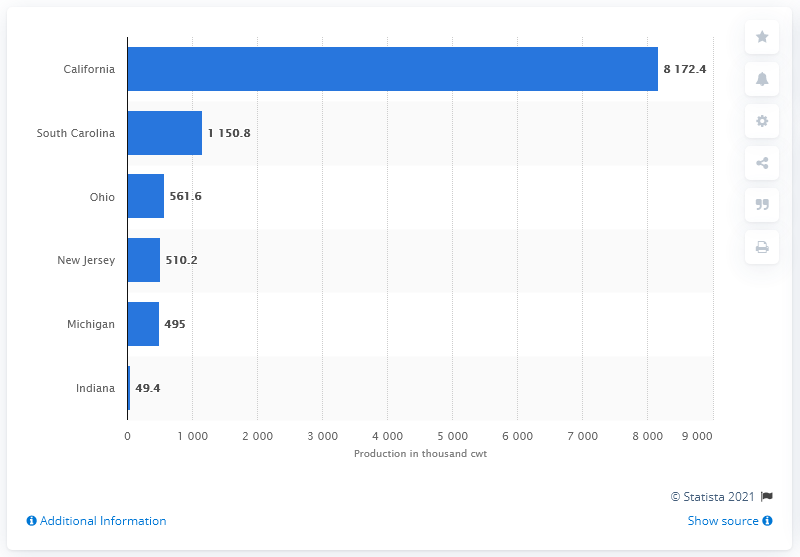 California 8 172.4
South Carolina 1 150.8
Ohio 561.6
New Jersey 510.2
Michigan 495
Indiana 49.4
0 1 000 2 000 3 000 4 000 5 000 6 000 7 000 8 000 9 000
Production in thousand cwt
© Statista 2021
Additional Information Show source